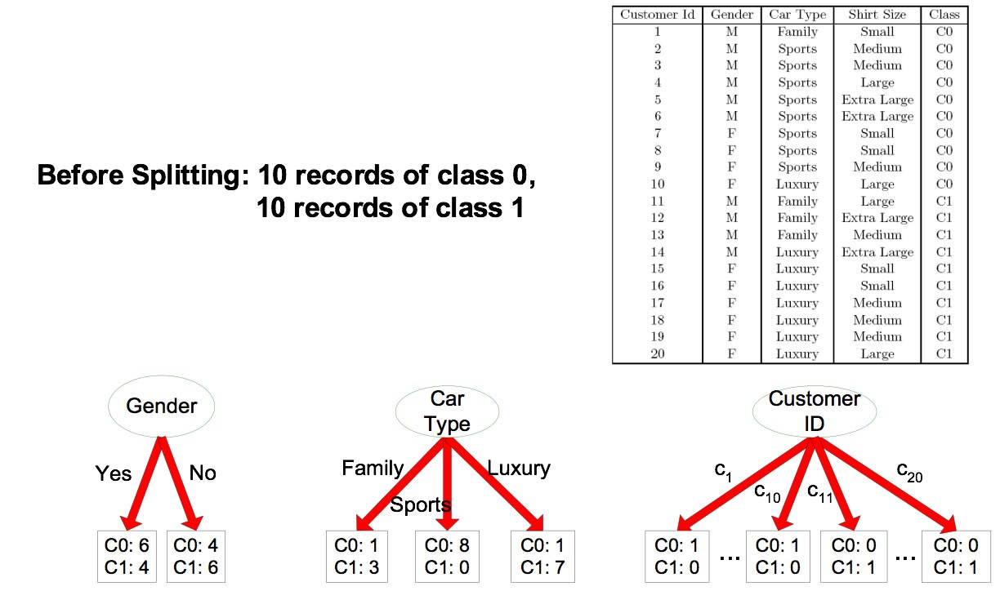 Customer Id Gender Car Type Shirt Size Class
1 M Family Small C0
2 M Sports Medium C0
3 M Sports Medium C0
4 M Sports Large C0
5 M Sports Extra Large C0
6 M Sports Extra Large C0
7 F Sports Small C0
8 F Sports Small C0
9 F Sports Medium C0
10 F Luxury Large C0
11 M Family Large C1
12 M Family Extra Large C1
13 M Family Medium C1
14 M Luxury Extra Large C1
15 F Luxury Small C1
16 F Luxury Small C1
17 F Luxury Medium C1
18 F Luxury Medium C1
19 F Luxury Medium C1
20 F Luxury Large C1
Before Splitting: 10 records of class 0,
10 records of class 1
Gender
Yes No
C0: 6 C0: 4
C1: 4 C1: 6
Car
Type
Family Luxury
Sports
C0: 1 C0: 8 C0: 1
C1: 3 C1: 0 C1: 7
Customer
ID
c1 c10 c11 c20
C0: 1 C0: 1 C0: 0 C0: 0
... ...
C1: 0 C1: 0 C1: 1 C1: 1